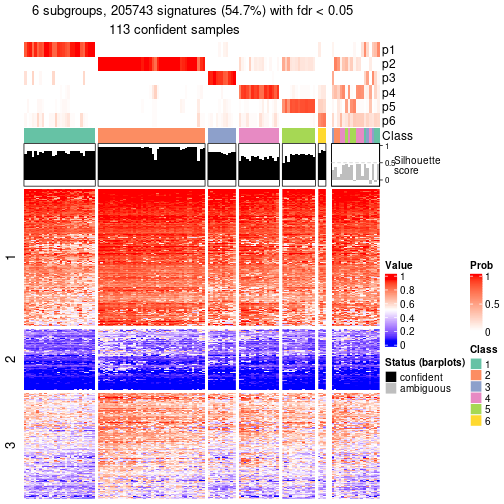 6 subgroups, 205743 signatures (54.7%) with fdr < 0.05
113 confident samples
p1
p2
p3
p4
p5
p6
Class
1
0.5
0
Silhouette
score
1
2
3
Value
1
0.8
0.6
0.4
0.2
0
Status (barplots)
confident
ambiguous
Prob
1
0.5
0
Class
1
2
3
4
5
6